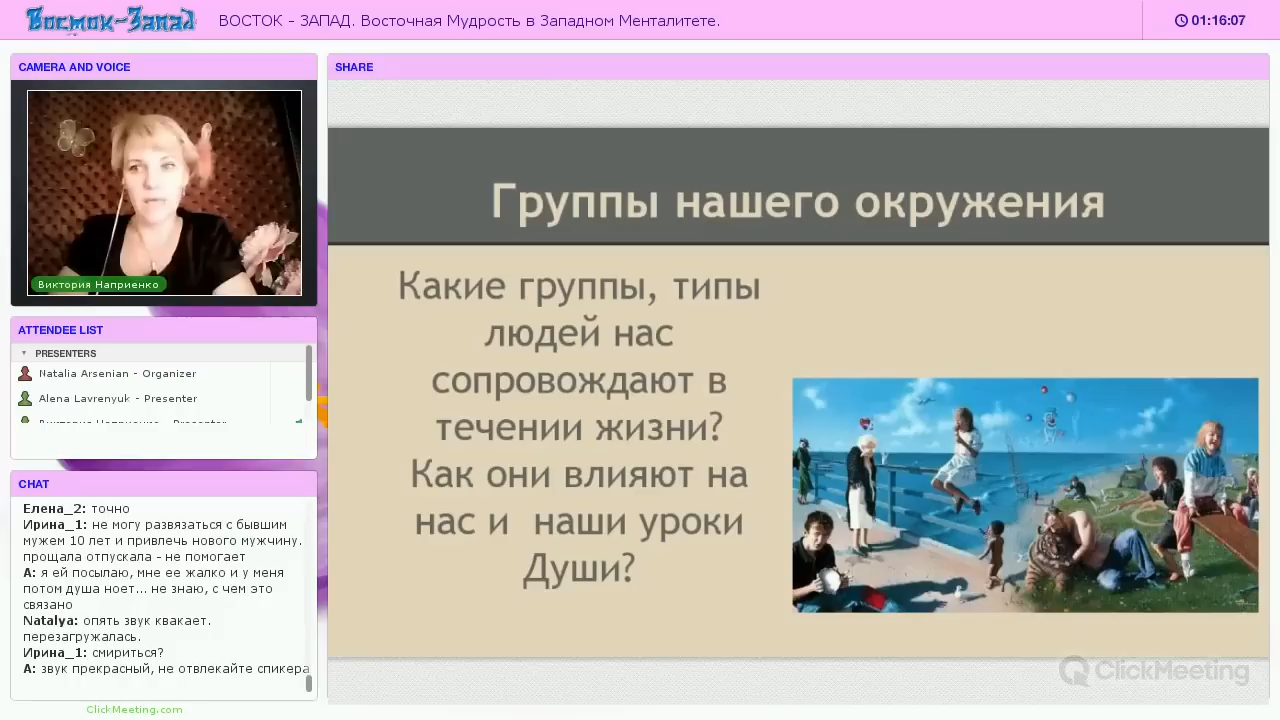 Восток-Запад
ВОСТОК - ЗАПАД. Восточная Мудрость в Западном Менталитете.
01:16:07
CAMERA AND VOICE
Виктория Наприенко
ATTENDEE LIST
PRESENTERS
Natalia Arsenian - Organizer
Alena Lavrenyuk - Presenter
Виктория Наприенко - Presenter
CHAT
Елена_2: точно
Ирина_1: не могу развязаться с бывшим
мужем 10 лет и привлечь нового мужчину.
прощала отпускала - не помогает
A: я ей посылаю, мне ее жалко и у меня
потом душа ноет... не знаю, с чем это
связано
Natalya: опять звук квакает.
перезагружалась.
Ирина_1: смириться?
A: звук прекрасный, не отвлекайте спикера
ClickMeeting.com
SHARE
Группы нашего окружения
Какие группы, типы
людей нас
сопровождают в
течении жизни?
Как они влияют на
нас и наши уроки
Души?
ClickMeeting